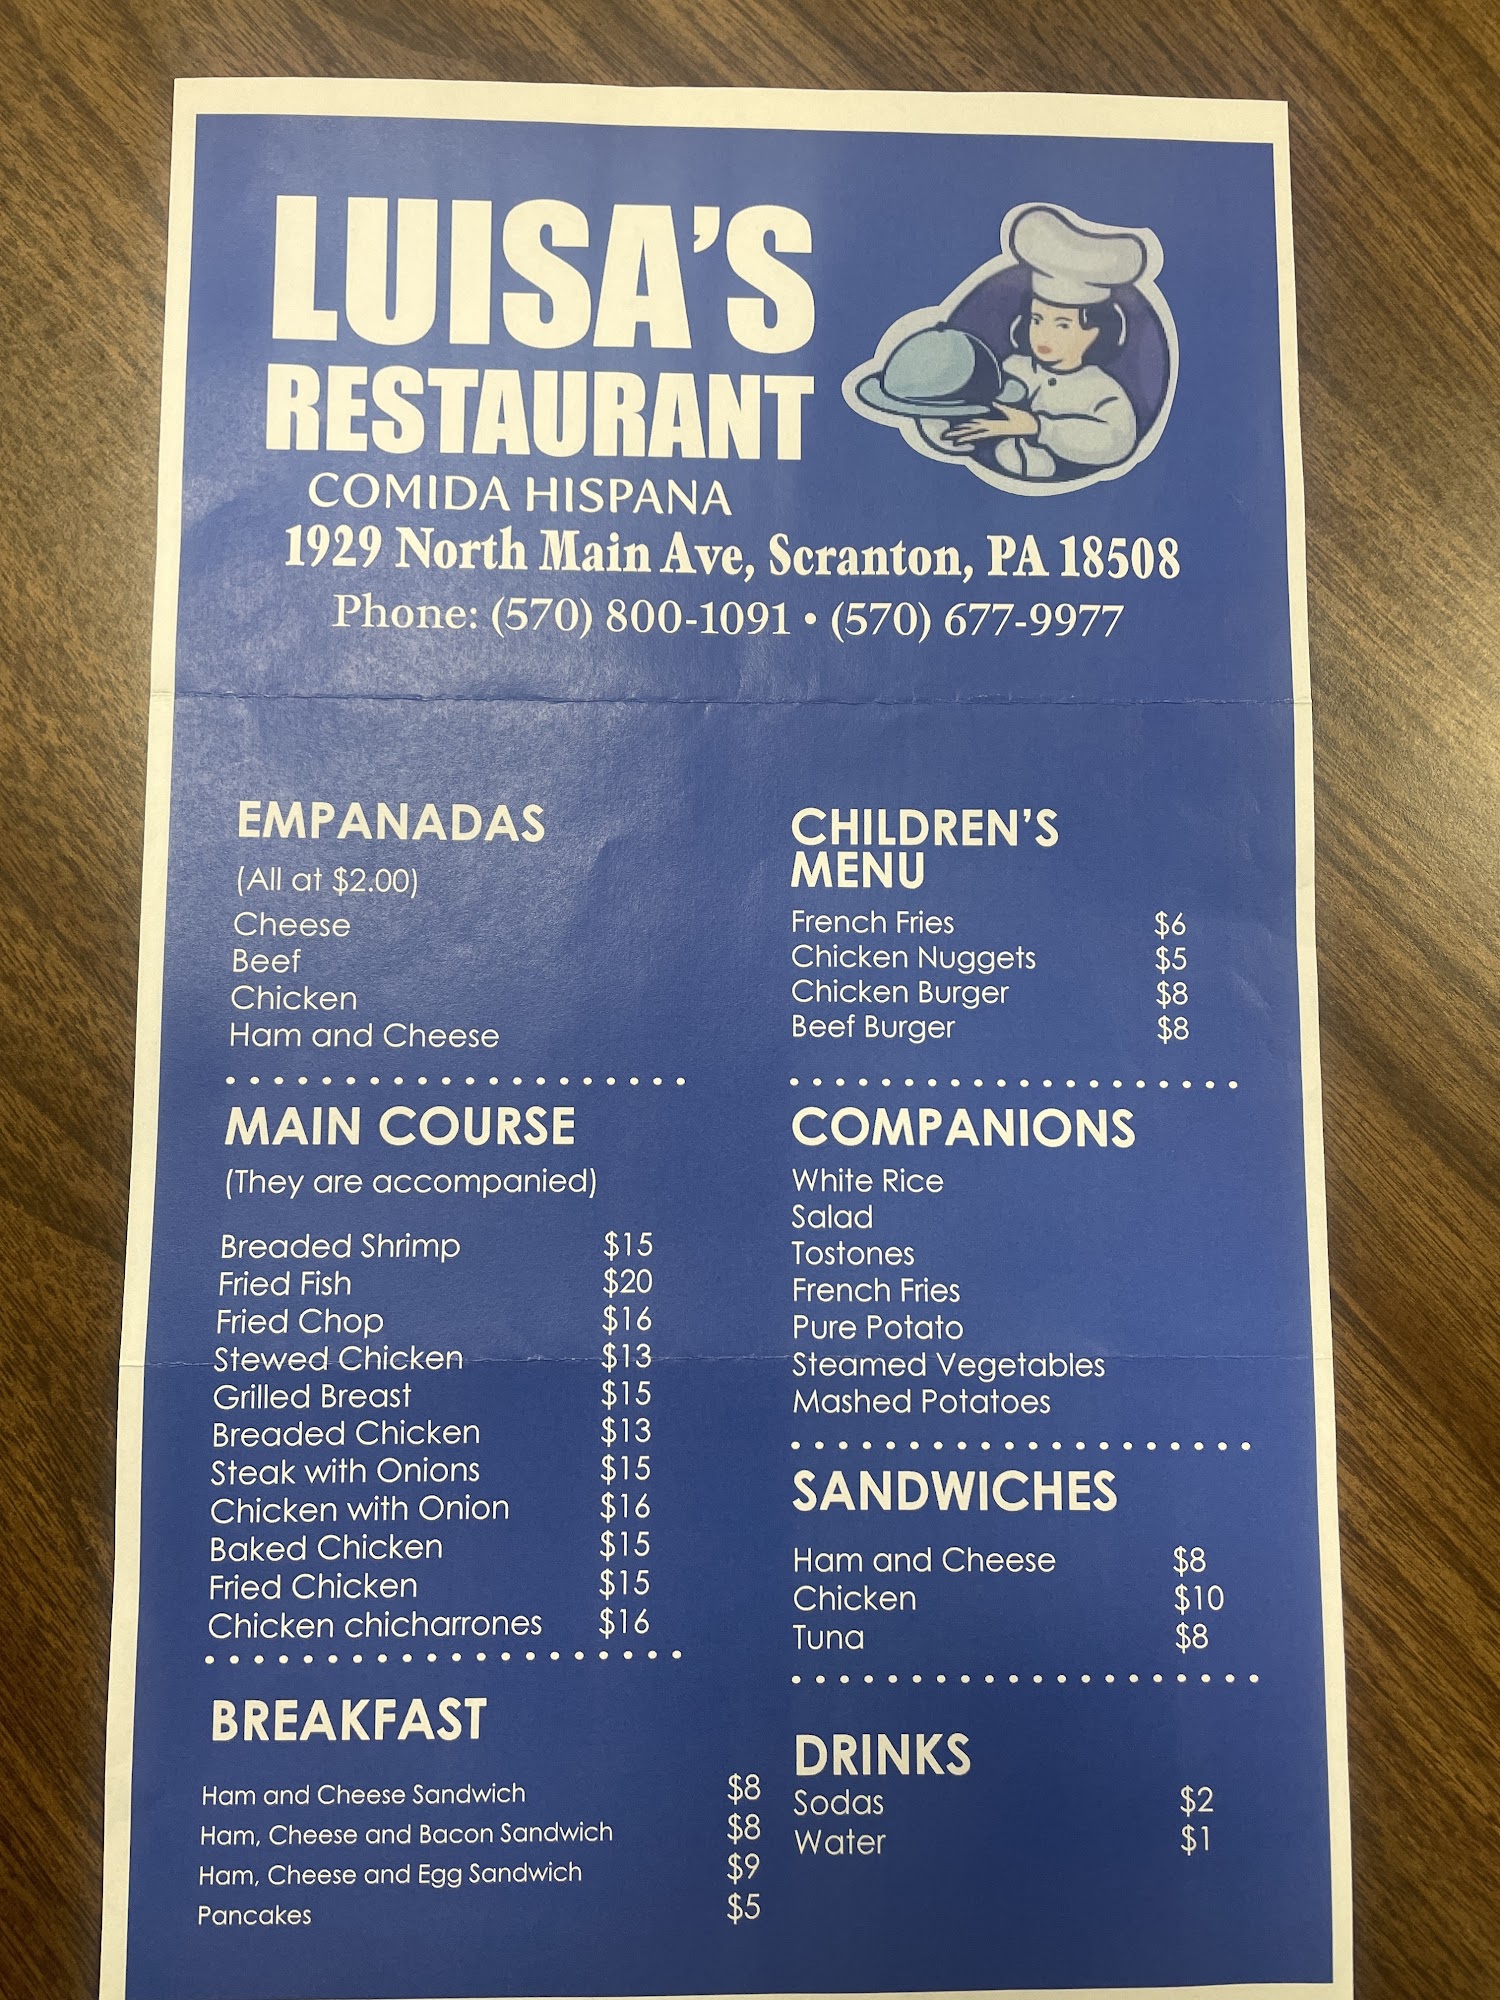 LUISA'S
RESTAURANT
COMIDA HISPANA
1929 North Main Ave, Scranton, PA 18508
Phone: (570) 800-1091 • (570) 677-9977
EMPANADAS
(All at $2.00)
Cheese
Beef
Chicken
Ham and Cheese
MAIN COURSE
(They are accompanied)
Breaded Shrimp $15
Fried Fish $20
Fried Chop $16
Stewed Chicken $13
Grilled Breast $15
Breaded Chicken $13
Steak with Onions $15
Chicken with Onion $16
Baked Chicken $15
Fried Chicken $15
Chicken chicharrones $16
BREAKFAST
Ham and Cheese Sandwich $8
Ham, Cheese and Bacon Sandwich $8
Ham, Cheese and Egg Sandwich $9
Pancakes $5
CHILDREN'S
MENU
French Fries $6
Chicken Nuggets $5
Chicken Burger $8
Beef Burger $8
COMPANIONS
White Rice
Salad
Tostones
French Fries
Pure Potato
Steamed Vegetables
Mashed Potatoes
SANDWICHES
Ham and Cheese $8
Chicken $10
Tuna $8
DRINKS
Sodas $2
Water $1